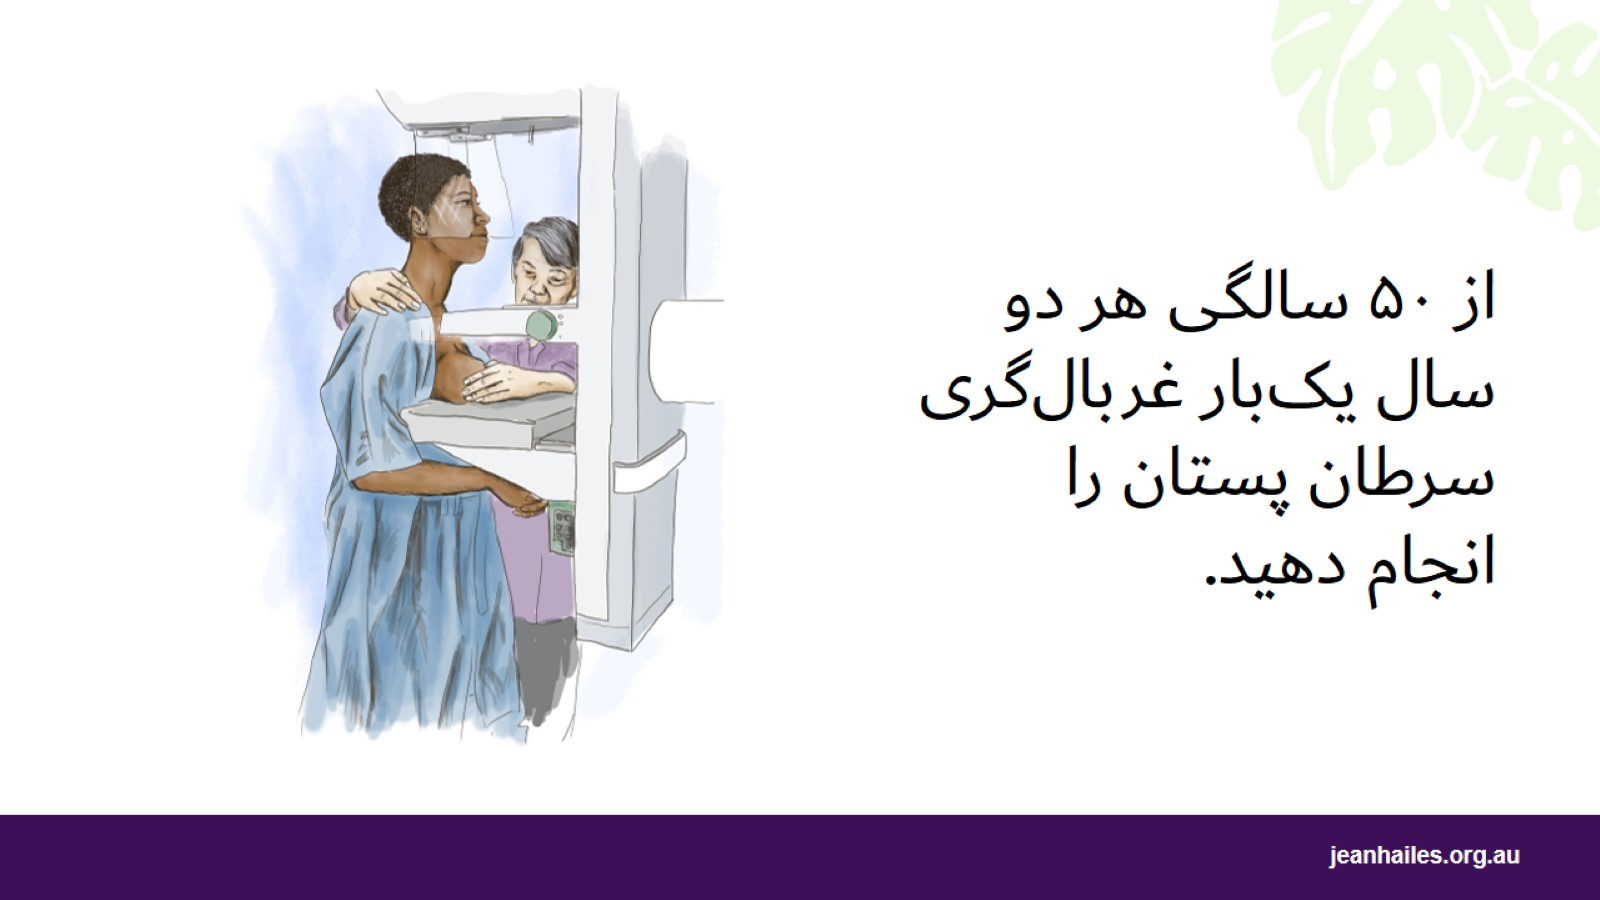 از ۵۰ سالگی هر دو
سال یک‌بار غربال‌گری
سرطان پستان را
انجام دهید.
jeanhailes.org.au